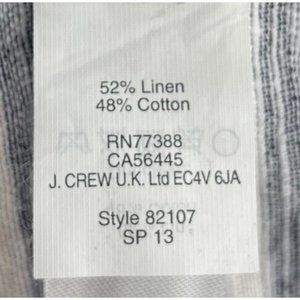 52% Linen
48% Cotton
RN77388
CA56445
J. CREW U.K. Ltd EC4V 6JA
Style 82107
SP 13